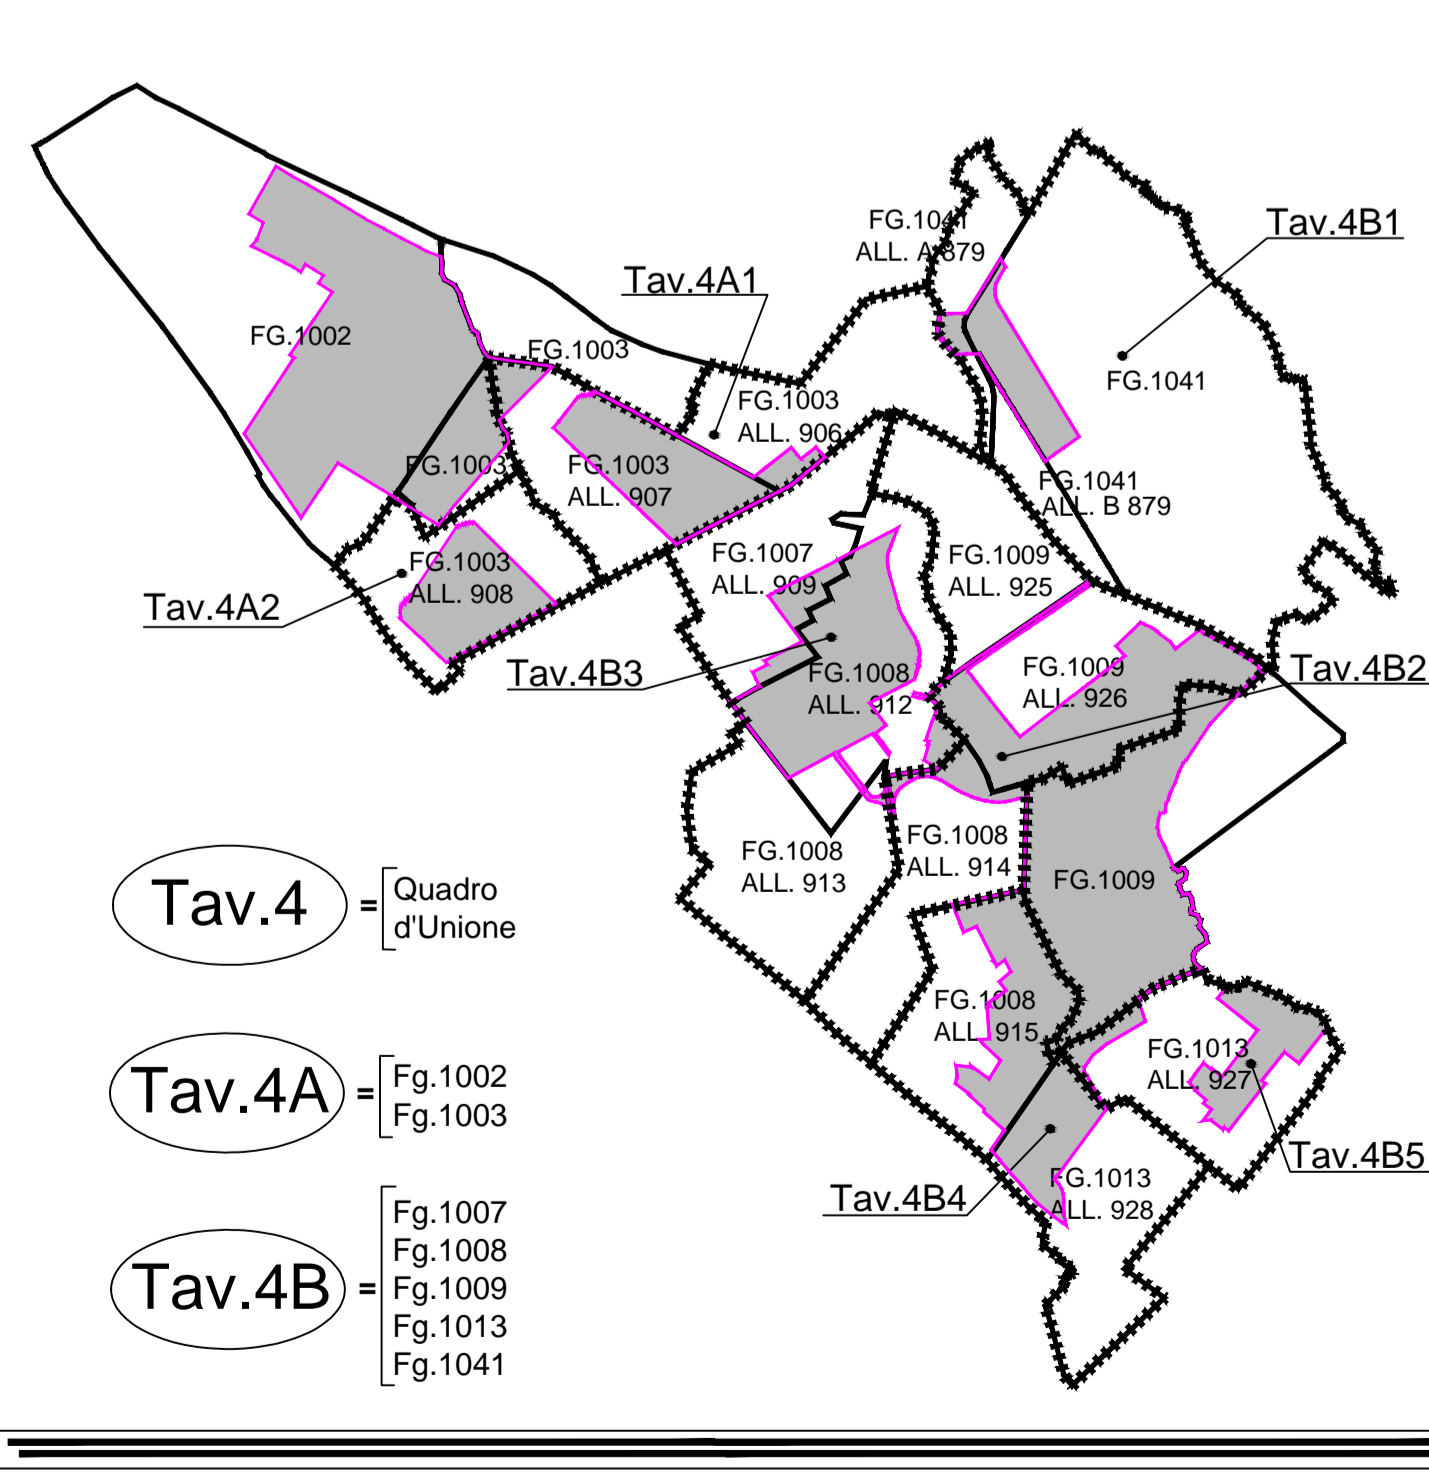 FG.1041
ALL. A 879
Tav.4B1
Tav.4A1
FG.1002
FG.1003
FG.1041
FG.1003
ALL. 906
FG.1003
FG.1003
ALL. 907
FG.1041
ALL. B 879
FG.1003
ALL. 908
FG.1007
ALL. 909
FG.1009
ALL. 925
Tav.4A2
Tav.4B3
FG.1008
ALL. 912
FG.1009
ALL. 926
Tav.4B2
FG.1008
ALL. 913
FG.1008
ALL. 914
FG.1009
Tav.4
=
Quadro
d'Unione
FG.1008
ALL. 915
FG.1013
ALL. 927
Tav.4A
=
Fg.1002
Fg.1003
Tav.4B5
Tav.4B4
FG.1013
ALL. 928
Tav.4B
=
Fg.1007
Fg.1008
Fg.1009
Fg.1013
Fg.1041